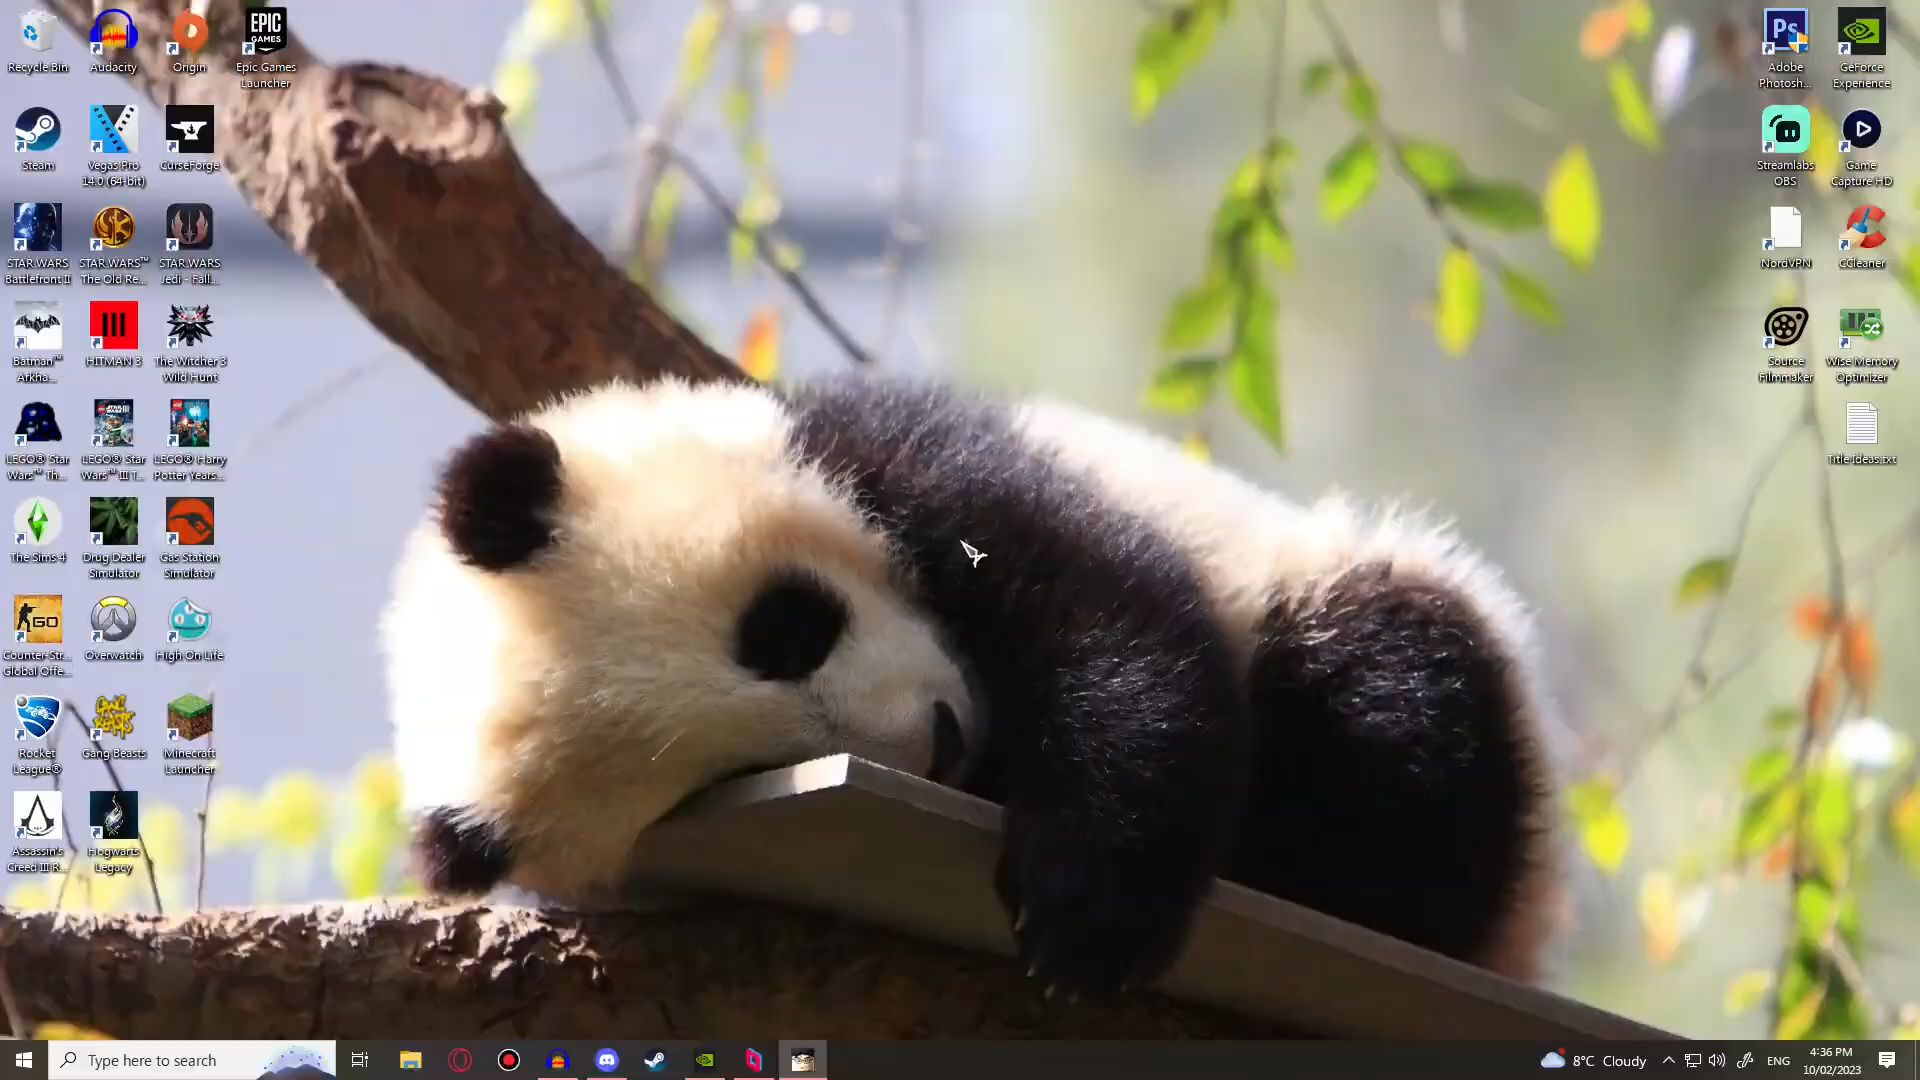 Recycle Bin
Audacity
Origin
EPIC
GAMES
Epic Games
Launcher
Steam
Vegas Pro
14.0 (64-bit)
CurseForge
STAR WARS
Battlefront II
STAR WARS™
The Old Re...
STAR WARS
Jedi - Fall...
Batman™
Arkha...
HITMAN 3
The Witcher 3
Wild Hunt
LEGO® Star
Wars™ Th...
LEGO® Star
Wars™ III T...
LEGO® Harry
Potter Years...
The Sims 4
Drug Dealer
Simulator
Gas Station
Simulator
GO
Counter-Str...
Global Offe...
Overwatch
High On Life
Rocket
League®
GANG
BEASTS
Gang Beasts
Minecraft
Launcher
Assassin's
Creed III R...
Hogwarts
Legacy
Ps
Adobe
Photosh...
GeForce
Experience
Streamlabs
OBS
Game
Capture HD
NordVPN
CCleaner
Source
Filmmaker
Wise Memory
Optimizer
Title Ideas.txt
Type here to search
8°C Cloudy
ENG
4:36 PM
10/02/2023